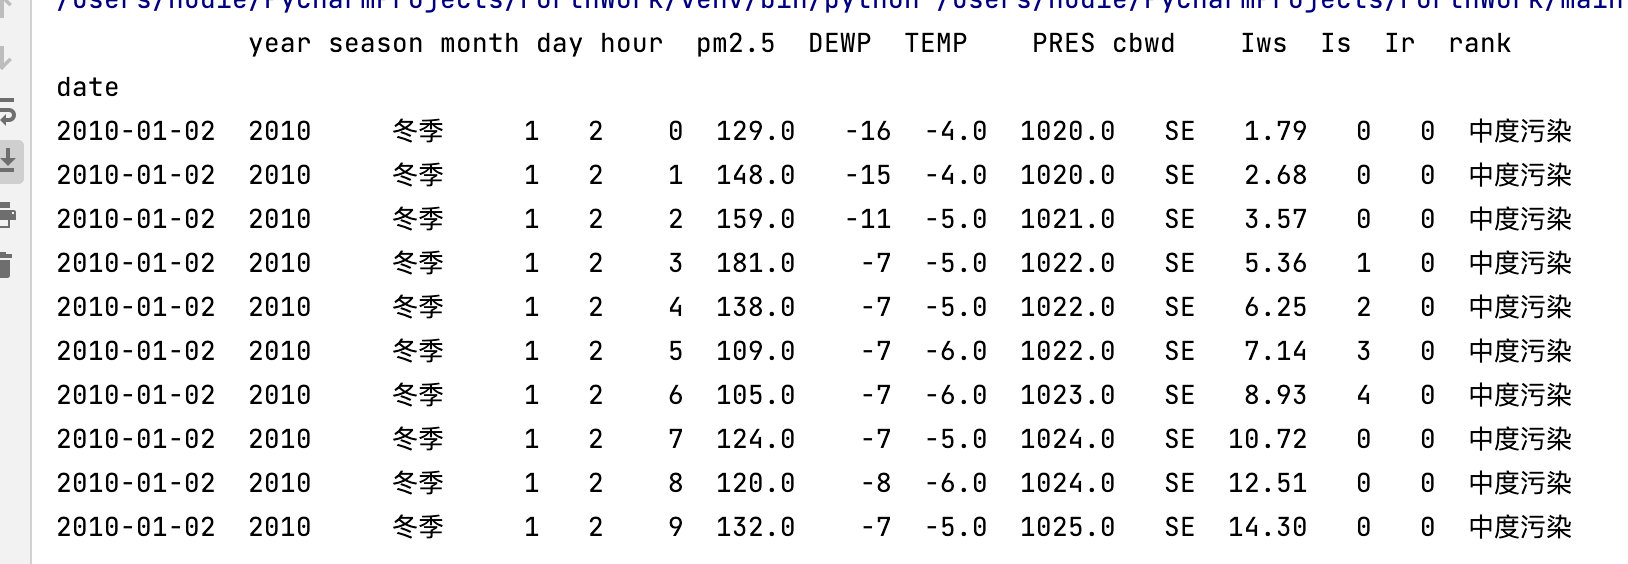 /Users/hodie/PycharmProjects/ForthWork/venv/bin/python /Users/hodie/PycharmProjects/ForthWork/main
year season month day hour pm2.5 DEWP TEMP PRES cbwd Iws Is Ir rank
date
2010-01-02 2010 冬季 1 2 0 129.0 -16 -4.0 1020.0 SE 1.79 0 0 中度污染
2010-01-02 2010 冬季 1 2 1 148.0 -15 -4.0 1020.0 SE 2.68 0 0 中度污染
2010-01-02 2010 冬季 1 2 2 159.0 -11 -5.0 1021.0 SE 3.57 0 0 中度污染
2010-01-02 2010 冬季 1 2 3 181.0 -7 -5.0 1022.0 SE 5.36 1 0 中度污染
2010-01-02 2010 冬季 1 2 4 138.0 -7 -5.0 1022.0 SE 6.25 2 0 中度污染
2010-01-02 2010 冬季 1 2 5 109.0 -7 -6.0 1022.0 SE 7.14 3 0 中度污染
2010-01-02 2010 冬季 1 2 6 105.0 -7 -6.0 1023.0 SE 8.93 4 0 中度污染
2010-01-02 2010 冬季 1 2 7 124.0 -7 -5.0 1024.0 SE 10.72 0 0 中度污染
2010-01-02 2010 冬季 1 2 8 120.0 -8 -6.0 1024.0 SE 12.51 0 0 中度污染
2010-01-02 2010 冬季 1 2 9 132.0 -7 -5.0 1025.0 SE 14.30 0 0 中度污染